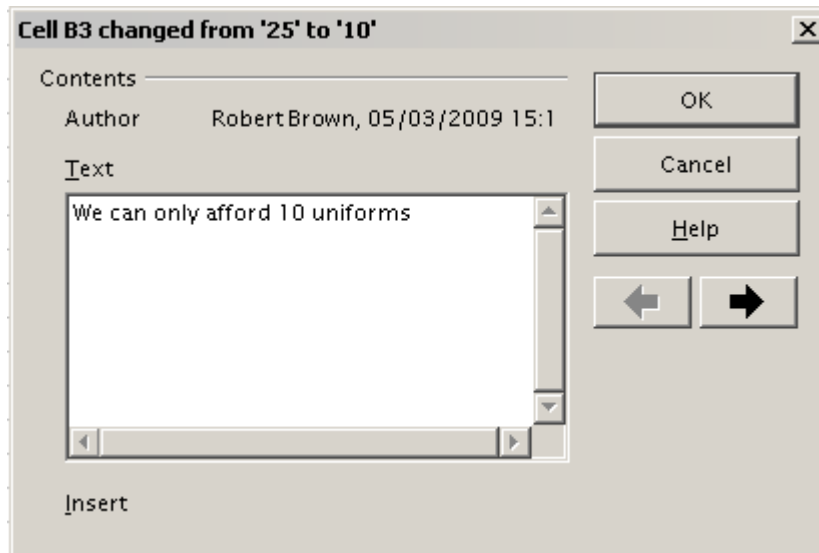 Cell B3 changed from '25' to '10'
Contents
Author Robert Brown, 05/03/2009 15:1
Text
We can only afford 10 uniforms
Insert
OK
Cancel
Help